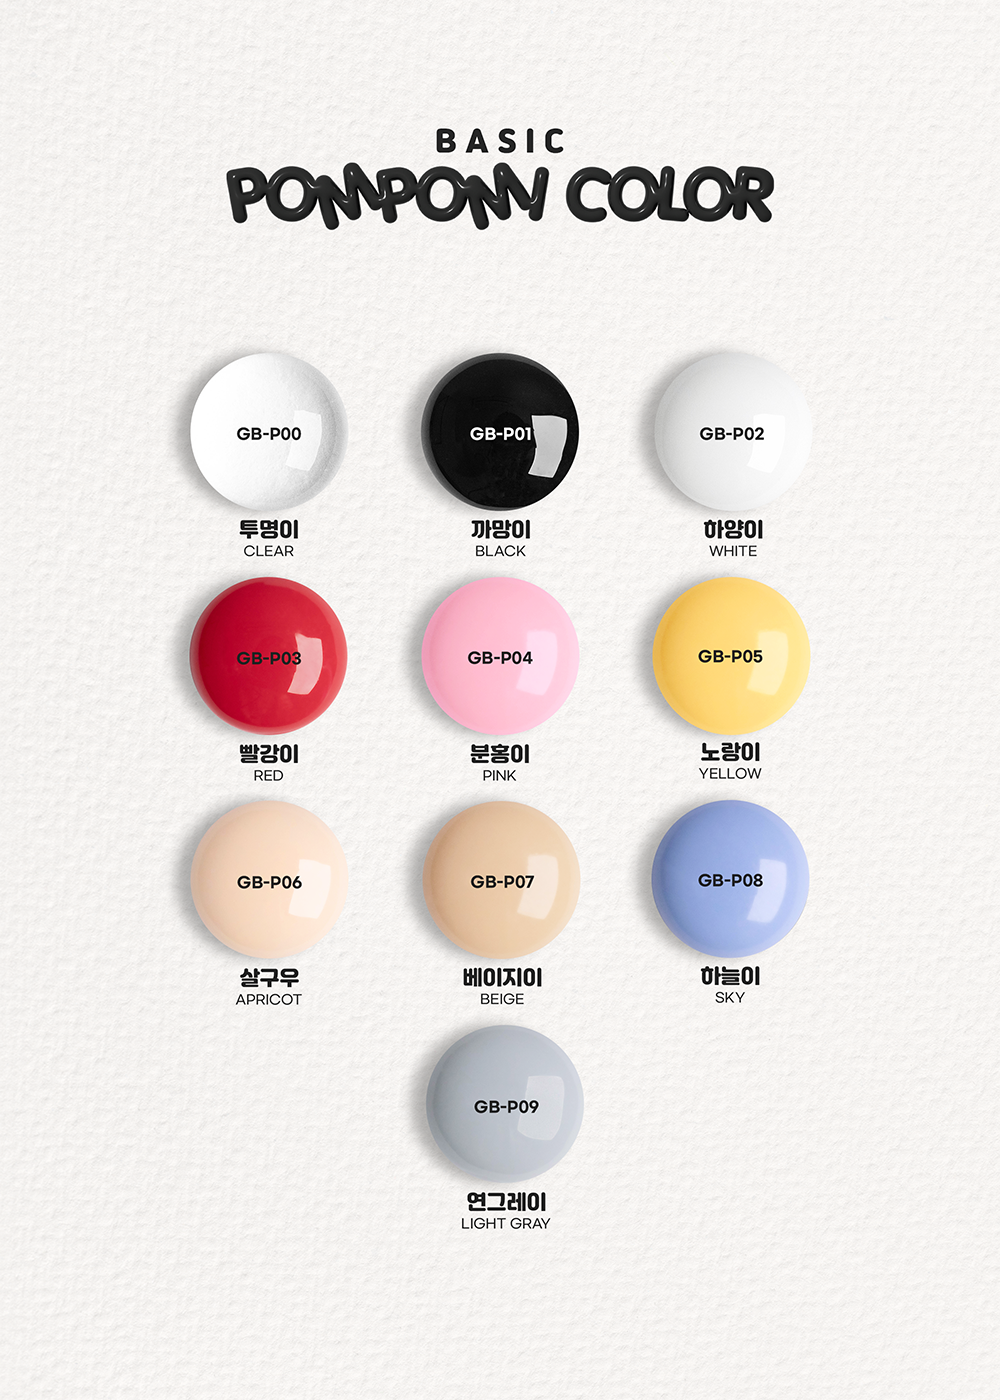 BASIC
POMPOM COLOR
GB-P00
GB-P01
GB-P02
투명이
까망이
하양이
CLEAR
BLACK
WHITE
GB-P03
GB-P04
GB-P05
빨강이
분홍이
노랑이
RED
PINK
YELLOW
GB-P06
GB-P07
GB-P08
살구우
베이지이
하늘이
APRICOT
BEIGE
SKY
GB-P09
연그레이
LIGHT GRAY